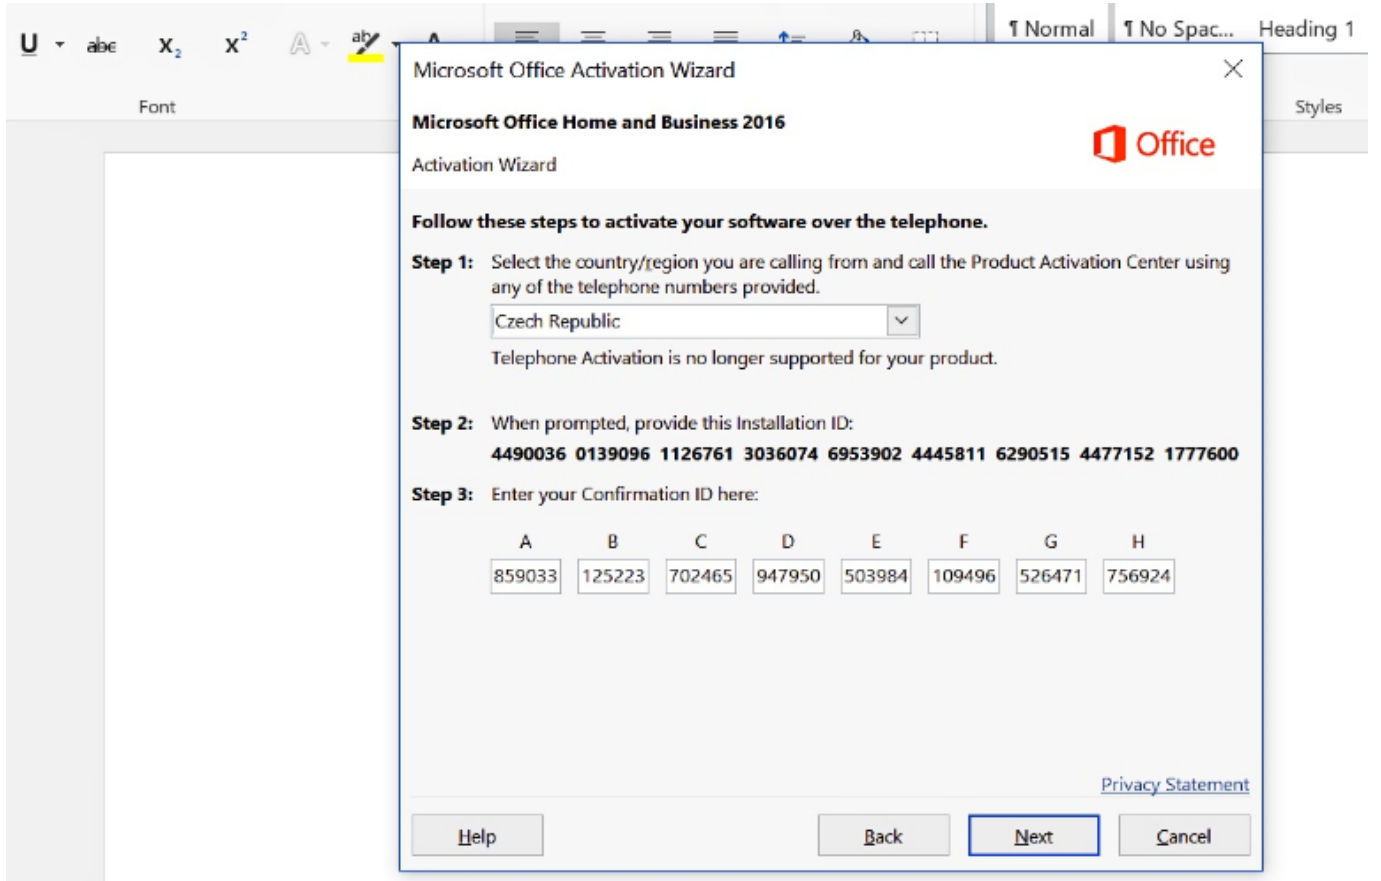 U abe X₂ X² A ab A ¶ Normal ¶ No Spac... Heading 1
Font Styles
Microsoft Office Activation Wizard
Microsoft Office Home and Business 2016
Office
Activation Wizard
Follow these steps to activate your software over the telephone.
Step 1: Select the country/region you are calling from and call the Product Activation Center using
any of the telephone numbers provided.
Czech Republic
Telephone Activation is no longer supported for your product.
Step 2: When prompted, provide this Installation ID:
4490036 0139096 1126761 3036074 6953902 4445811 6290515 4477152 1777600
Step 3: Enter your Confirmation ID here:
A B C D E F G H
859033 125223 702465 947950 503984 109496 526471 756924
Privacy Statement
Help Back Next Cancel